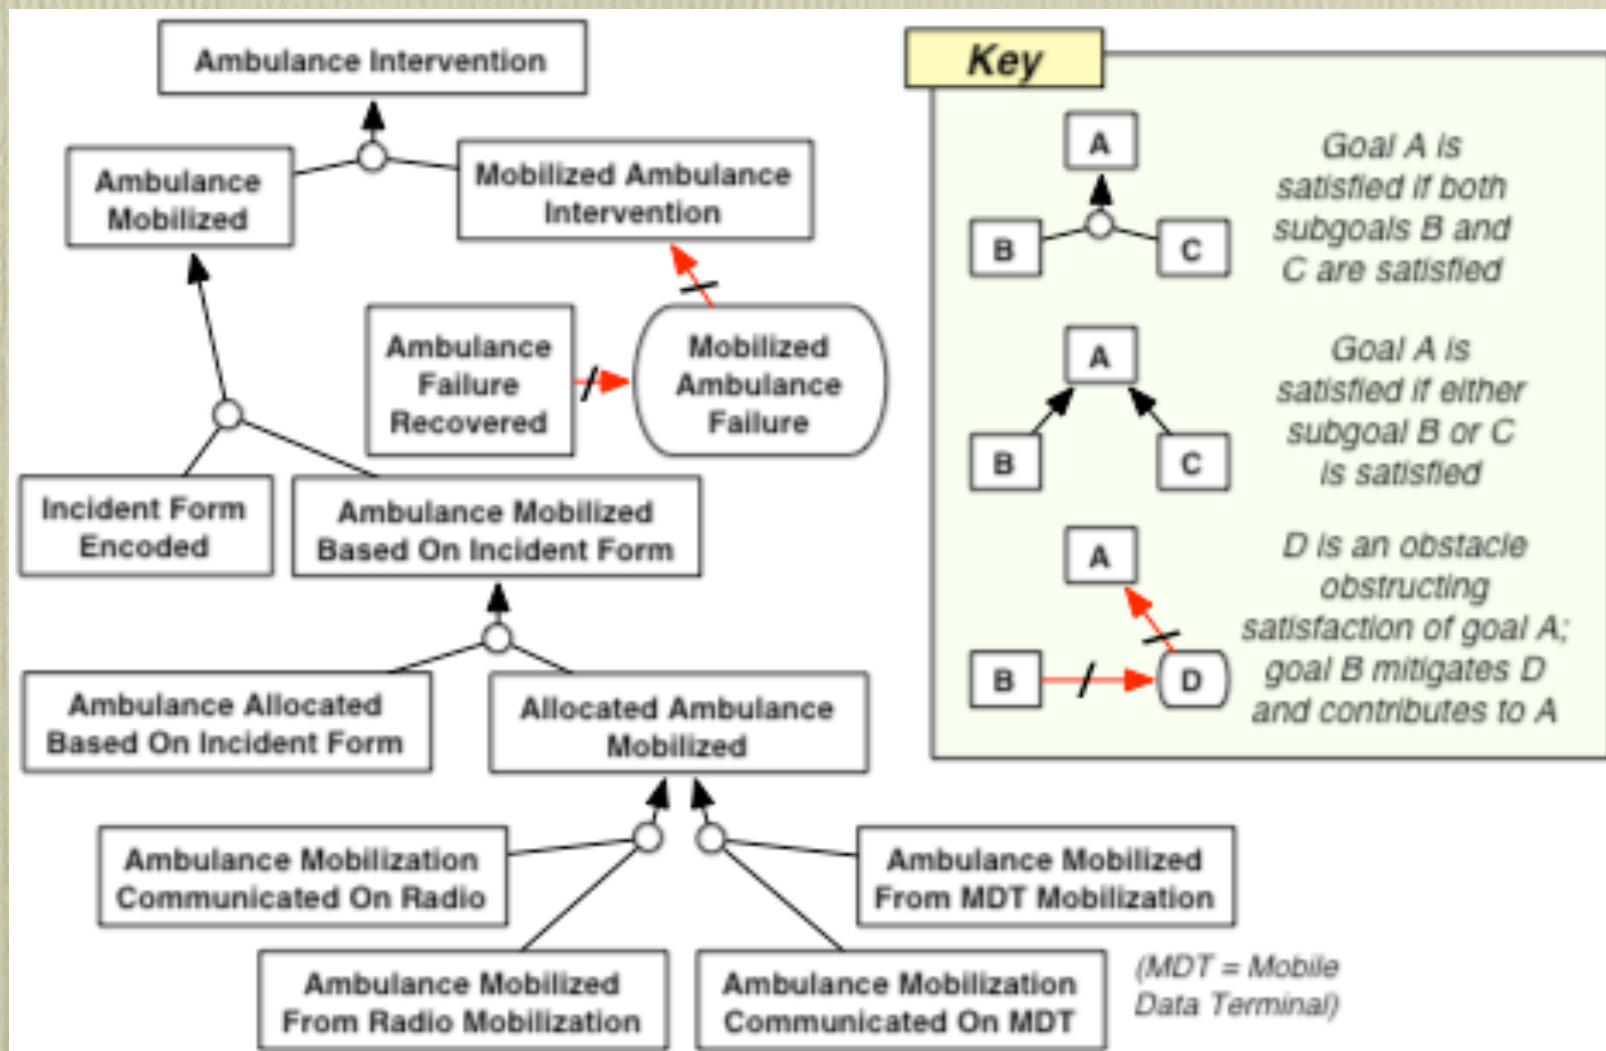 Ambulance Intervention
Ambulance
Mobilized
Mobilized Ambulance
Intervention
Ambulance
Failure
Recovered
Mobilized
Ambulance
Failure
Incident Form
Encoded
Ambulance Mobilized
Based On Incident Form
Ambulance Allocated
Based On Incident Form
Allocated Ambulance
Mobilized
Ambulance Mobilization
Communicated On Radio
Ambulance Mobilized
From MDT Mobilization
Ambulance Mobilized
From Radio Mobilization
Ambulance Mobilization
Communicated On MDT
(MDT = Mobile
Data Terminal)
Key
A
B
C
Goal A is
satisfied if both
subgoals B and
C are satisfied
A
B
C
Goal A is
satisfied if either
subgoal B or C
is satisfied
A
B
D
D is an obstacle
obstructing
satisfaction of goal A;
goal B mitigates D
and contributes to A